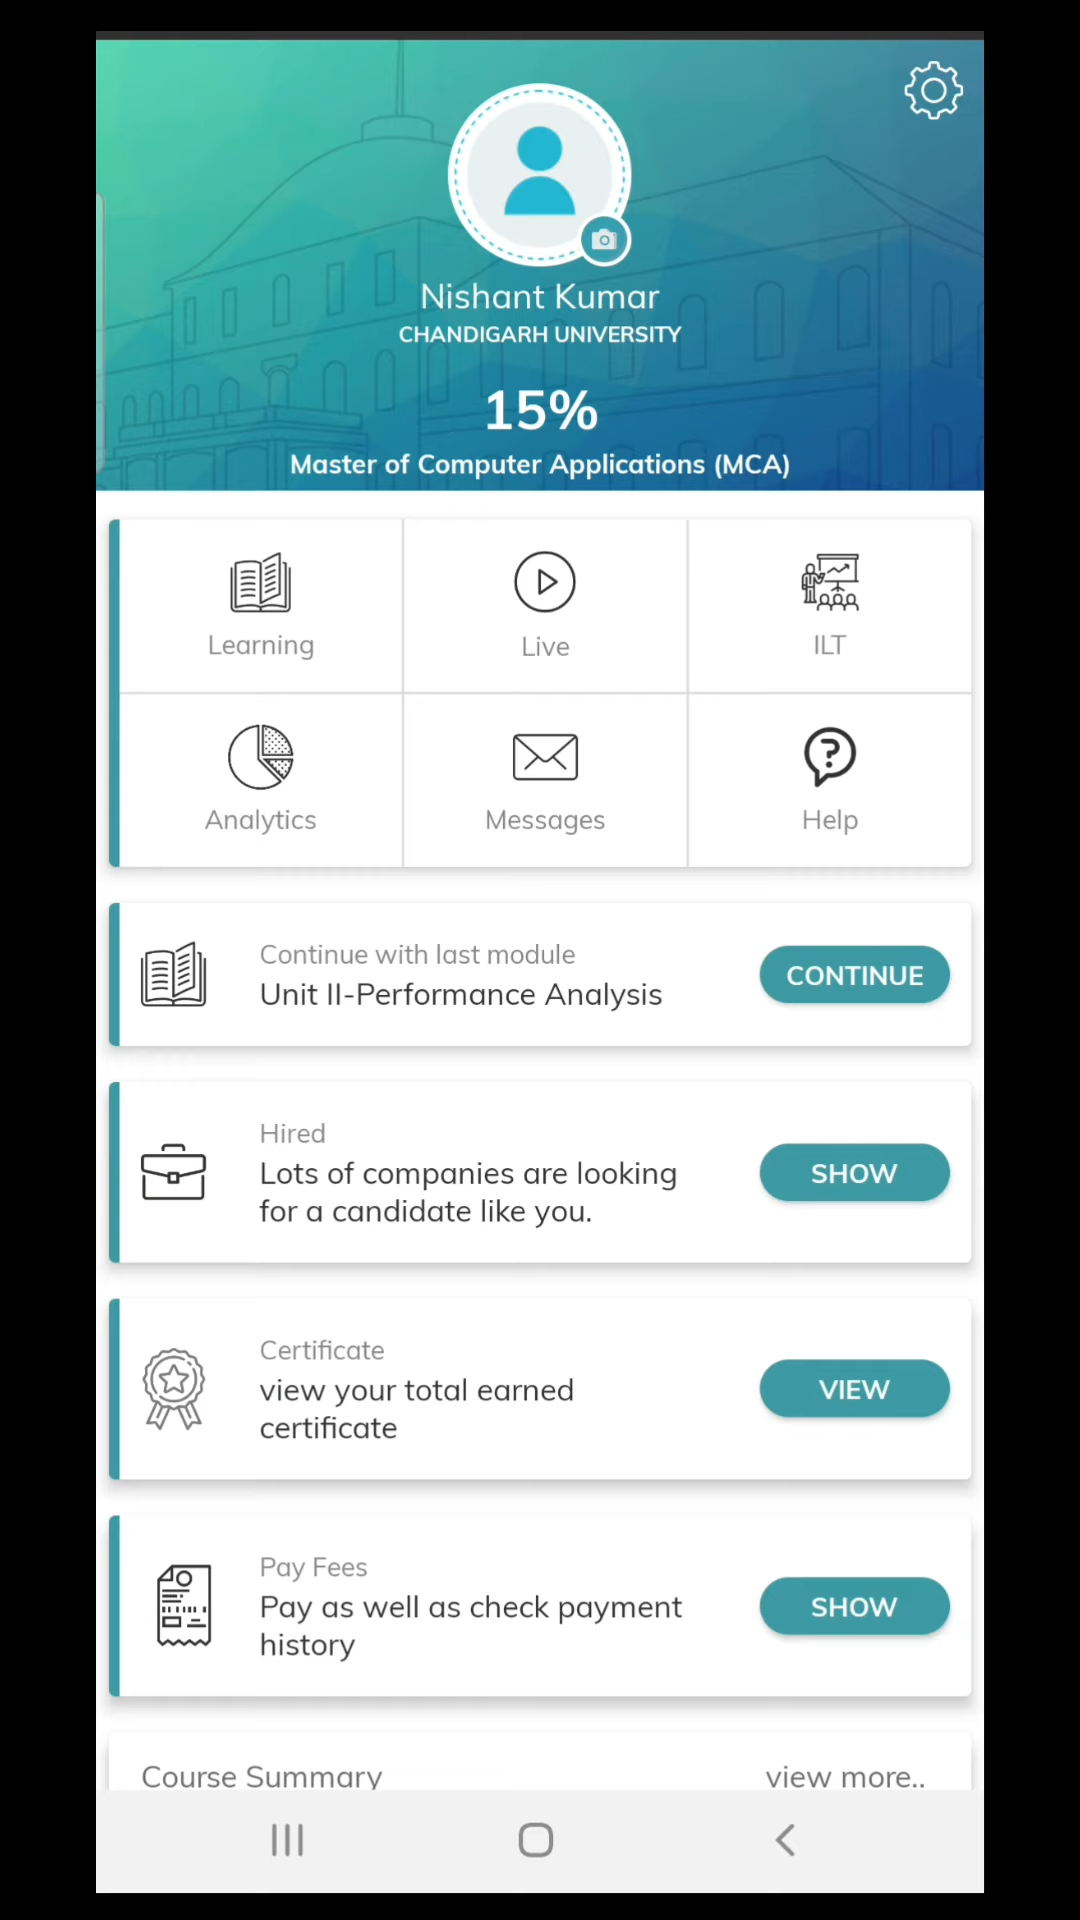 Nishant Kumar
CHANDIGARH UNIVERSITY
15%
Master of Computer Applications (MCA)
Learning
Live
ILT
Analytics
Messages
Help
Continue with last module
Unit II-Performance Analysis
CONTINUE
Hired
Lots of companies are looking
for a candidate like you.
SHOW
Certificate
view your total earned
certificate
VIEW
Pay Fees
Pay as well as check payment
history
SHOW
Course Summary
view more..